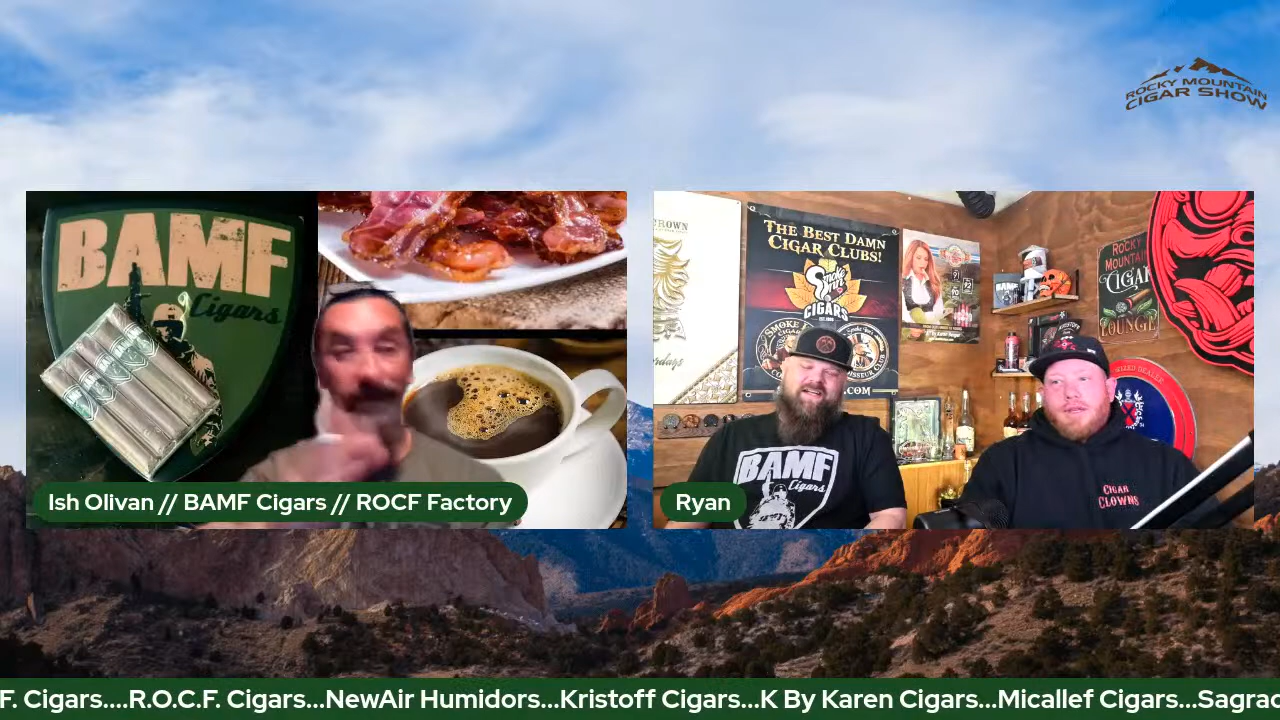 ROCKY MOUNTAIN
CIGAR SHOW
BAMF
Cigars
Ish Olivan // BAMF Cigars // ROCF Factory
THE BEST DAMN
CIGAR CLUBS!
Smoke
CIGARS
.COM
ROCKY
MOUNTAIN
CIGAR
LOUNGE
BAMF
Cigars
CIGAR
CLOWNS
Ryan
F. Cigars....R.O.C.F. Cigars...NewAir Humidors...Kristoff Cigars...K By Karen Cigars...Micallef Cigars...Sagrad